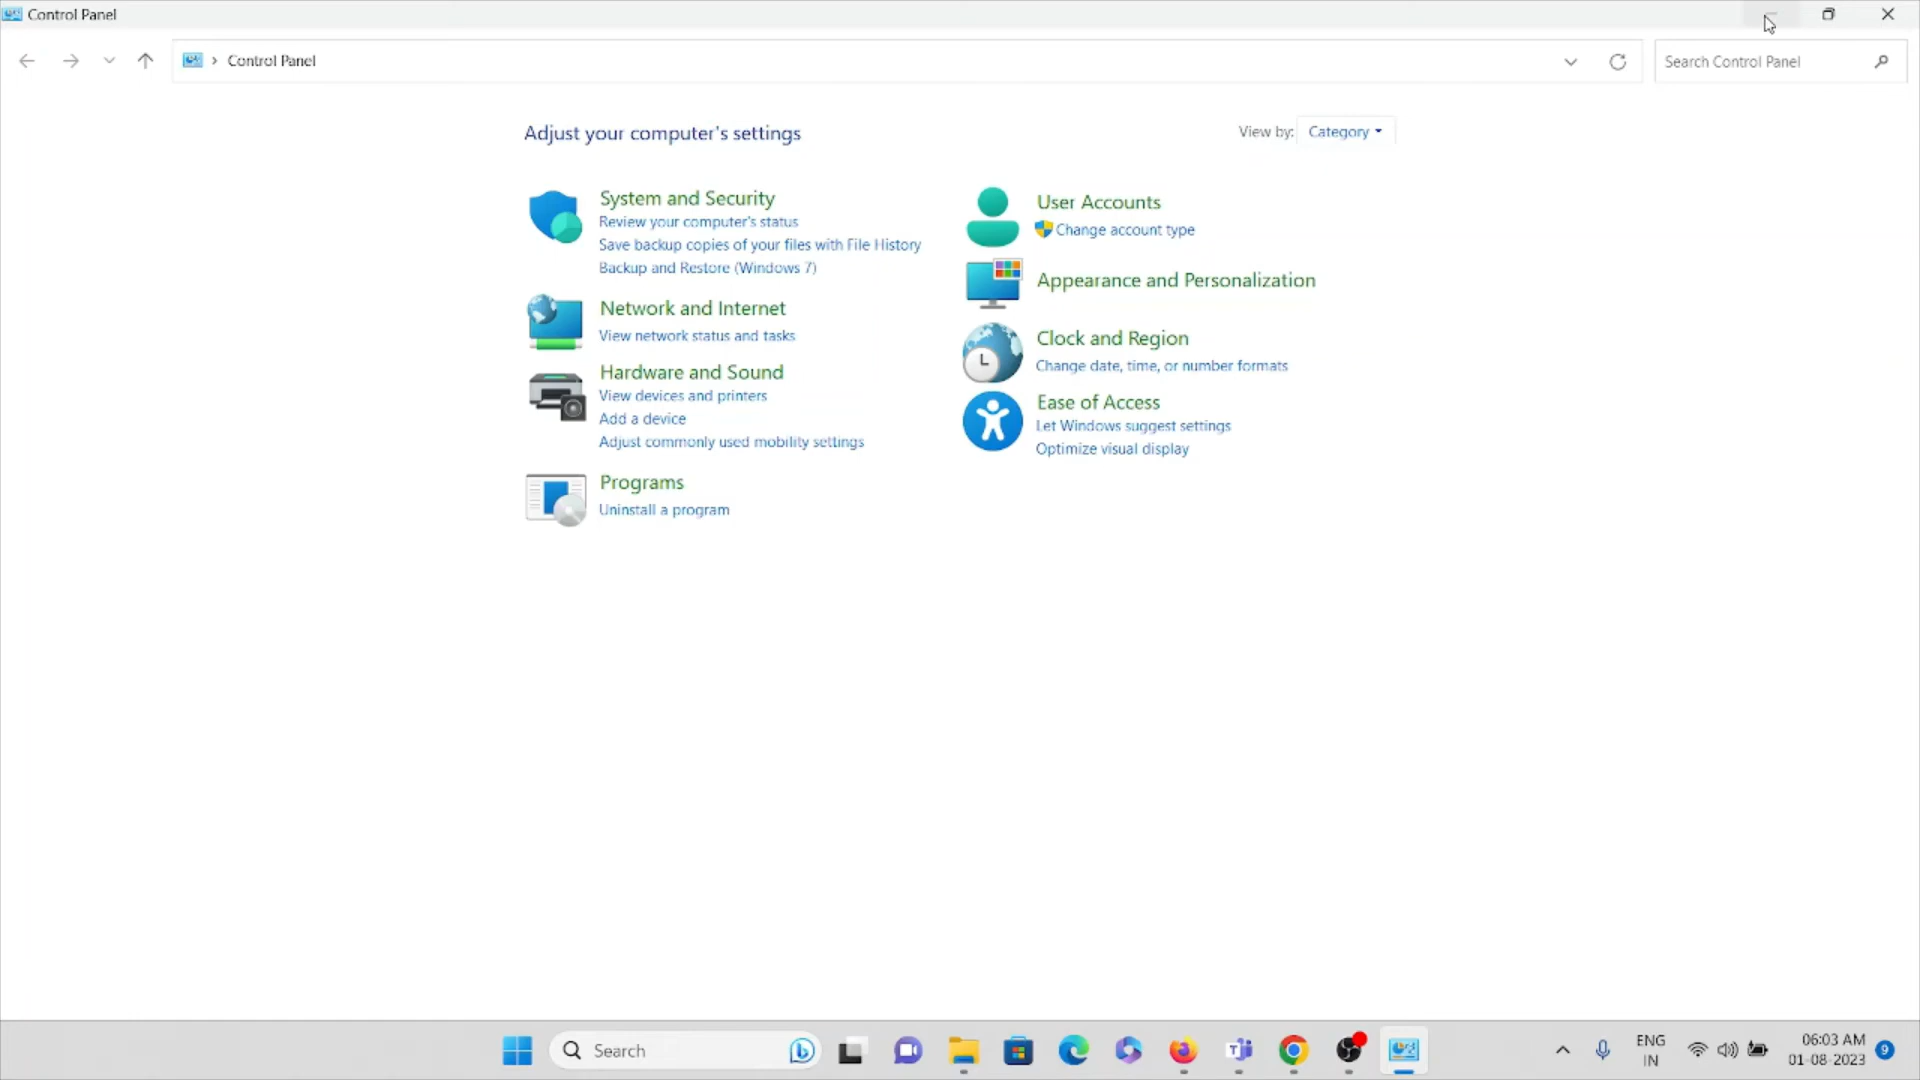 Control Panel
Control Panel
Search Control Panel
Adjust your computer's settings
View by: Category
System and Security
Review your computer's status
Save backup copies of your files with File History
Backup and Restore (Windows 7)
Network and Internet
View network status and tasks
Hardware and Sound
View devices and printers
Add a device
Adjust commonly used mobility settings
Programs
Uninstall a program
User Accounts
Change account type
Appearance and Personalization
Clock and Region
Change date, time, or number formats
Ease of Access
Let Windows suggest settings
Optimize visual display
Search
ENG
IN
06:03 AM
01-08-2023
9